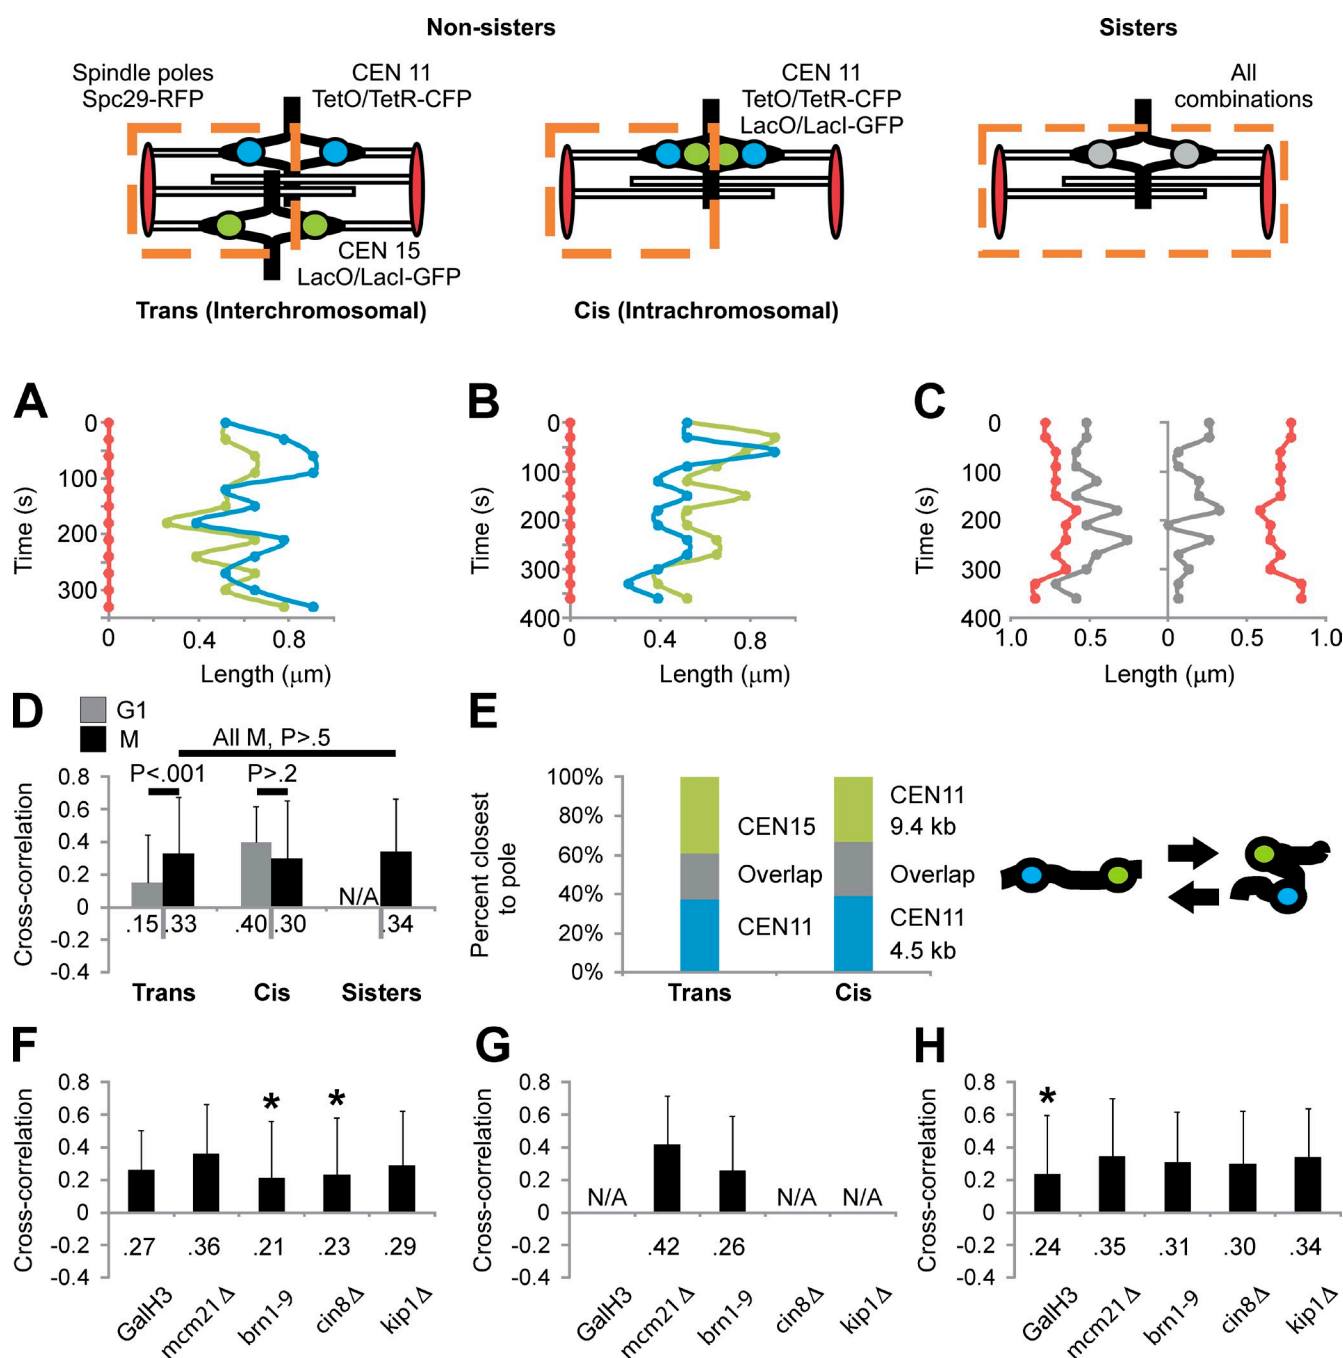 Non-sisters
Sisters
Spindle poles
Spc29-RFP
CEN 11
TetO/TetR-CFP
CEN 11
TetO/TetR-CFP
LacO/LacI-GFP
All
combinations
CEN 15
LacO/LacI-GFP
Trans (Interchromosomal)
Cis (Intrachromosomal)
A
Time (s)
0
100
200
300
0
0.4
0.8
Length (μm)
B
Time (s)
0
100
200
300
400
0
0.4
0.8
Length (μm)
C
Time (s)
0
100
200
300
400
1.0
0.5
0
0.5
1.0
Length (μm)
D
G1
M
All M, P>.5
P<.001
P>.2
Cross-correlation
0.8
0.6
0.4
0.2
0
-0.2
-0.4
N/A
.15
.33
.40
.30
.34
Trans
Cis
Sisters
E
Percent closest
to pole
100%
80%
60%
40%
20%
0%
CEN15
Overlap
CEN11
CEN11
9.4 kb
Overlap
CEN11
4.5 kb
Trans
Cis
F
Cross-correlation
0.8
0.6
0.4
0.2
0
-0.2
-0.4
*
*
.27
.36
.21
.23
.29
GalH3
mcm21Δ
brn1-9
cin8Δ
kip1Δ
G
Cross-correlation
0.8
0.6
0.4
0.2
0
-0.2
-0.4
N/A
N/A
N/A
.42
.26
GalH3
mcm21Δ
brn1-9
cin8Δ
kip1Δ
H
Cross-correlation
0.8
0.6
0.4
0.2
0
-0.2
-0.4
*
.24
.35
.31
.30
.34
GalH3
mcm21Δ
brn1-9
cin8Δ
kip1Δ